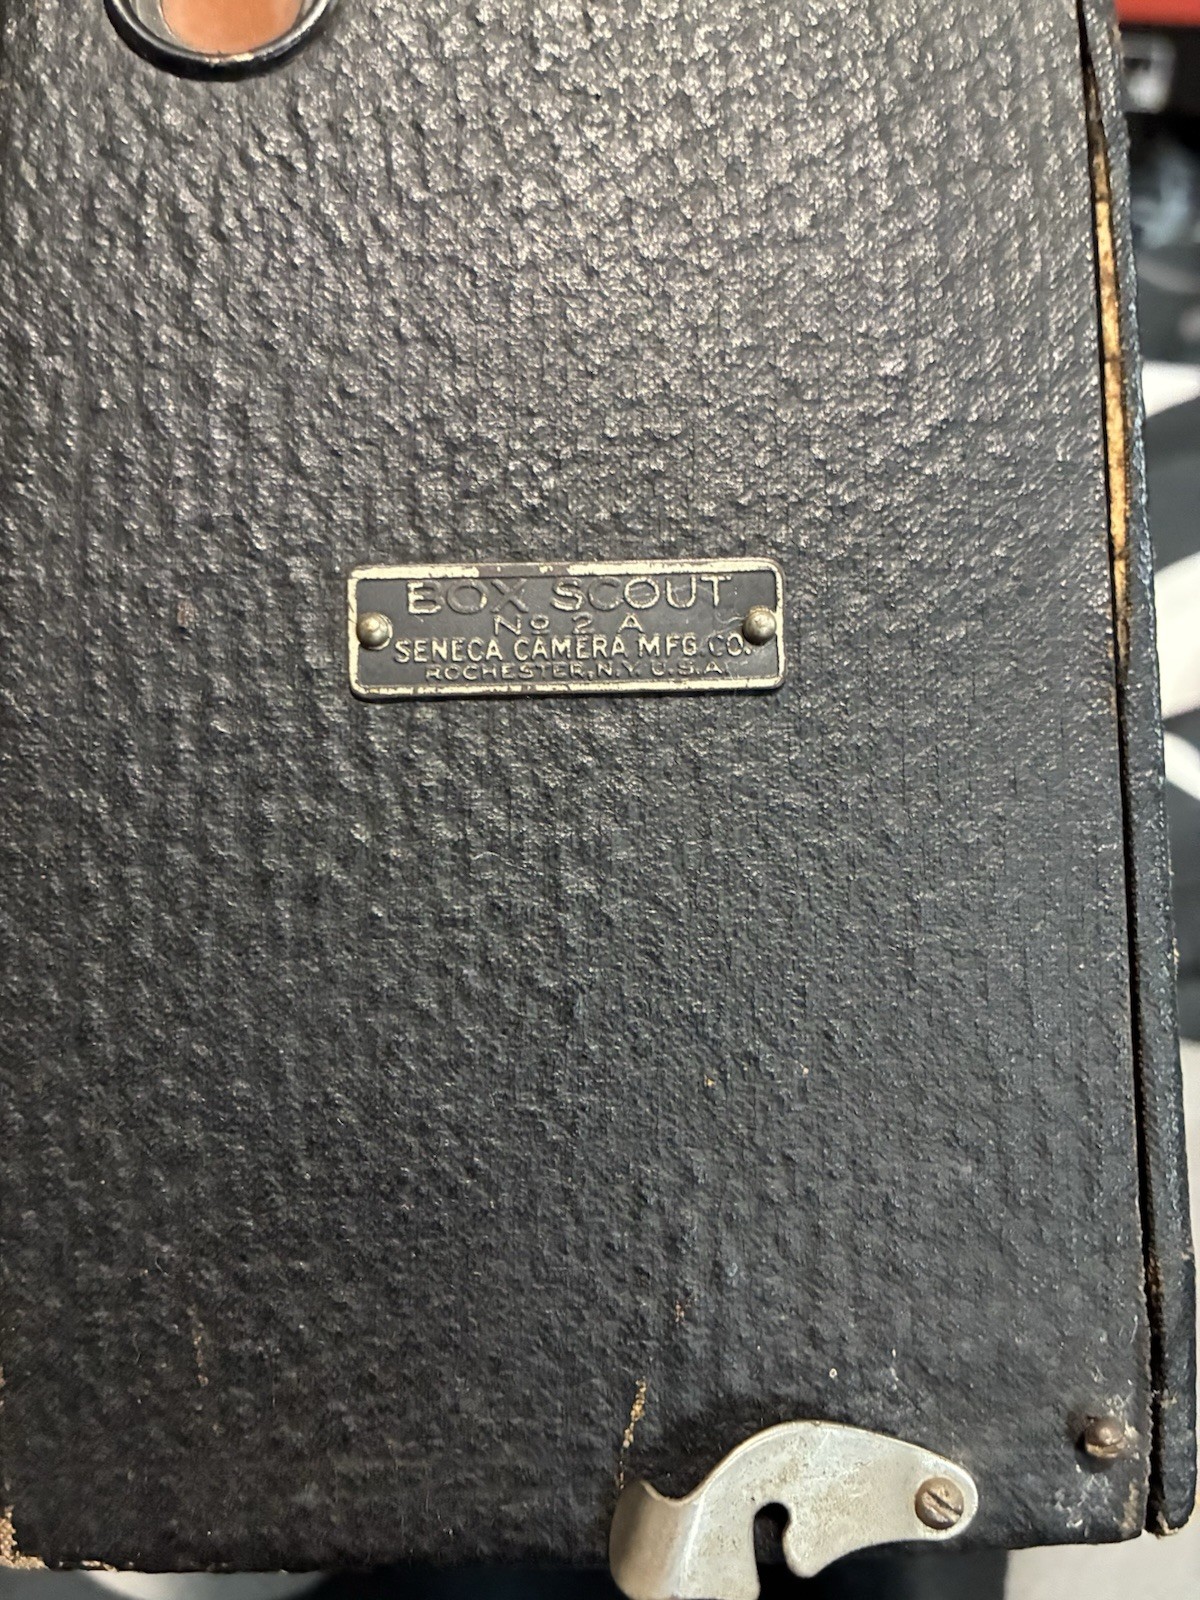 BOX SCOUT
No 2 A
SENECA CAMERA MFG CO.
ROCHESTER, N.Y. U.S.A.